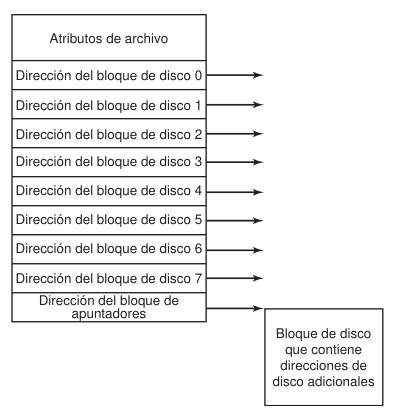 Atributos de archivo
Dirección del bloque de disco 0
Dirección del bloque de disco 1
Dirección del bloque de disco 2
Dirección del bloque de disco 3
Dirección del bloque de disco 4
Dirección del bloque de disco 5
Dirección del bloque de disco 6
Dirección del bloque de disco 7
Dirección del bloque de
apuntadores
Bloque de disco
que contiene
direcciones de
disco adicionales